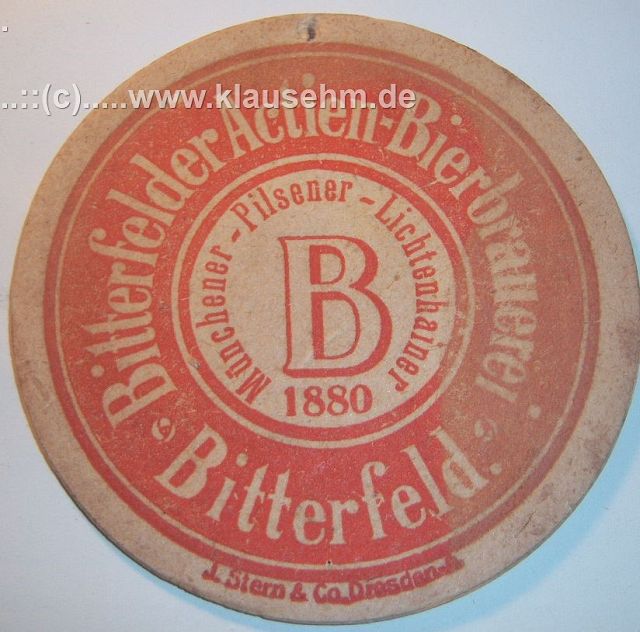 ..::(c).....www.klausehm.de
Bitterfelder Actien-Bierbrauerei
Münchener-Pilsener-Lichtenhainer
B
1880
Bitterfeld.
J. Stern & Co. Dresden-A